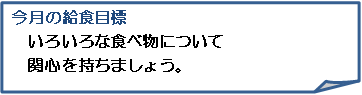 今月の給食目標
いろいろな食べ物について
関心を持ちましょう。